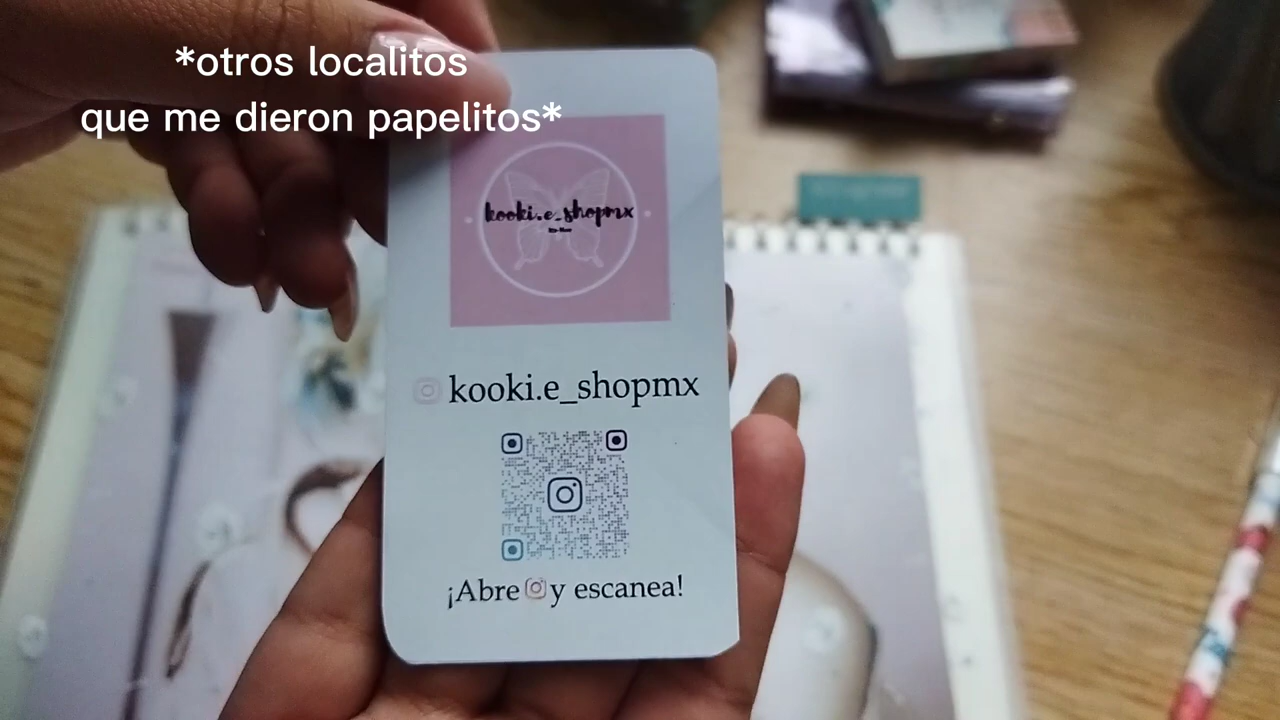 *otros localitos
que me dieron papelitos*
kooki.e_shopmx
kooki.e_shopmx
¡Abre y escanea!